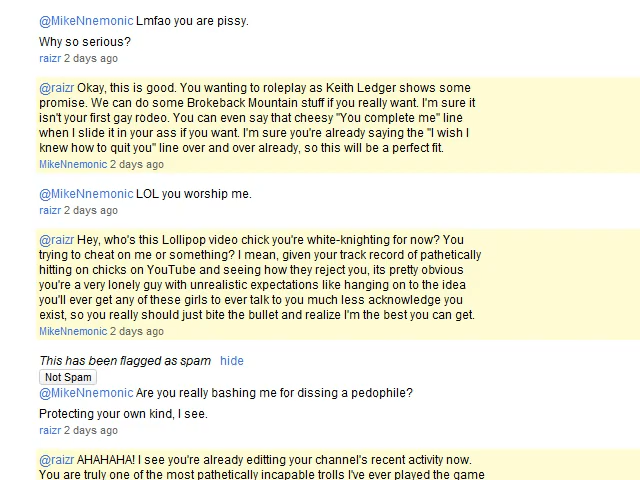 @MikeNnemonic Lmfao you are pissy.
Why so serious?
raizr 2 days ago
@raizr Okay, this is good. You wanting to roleplay as Keith Ledger shows some
promise. We can do some Brokeback Mountain stuff if you really want. I'm sure it
isn't your first gay rodeo. You can even say that cheesy "You complete me" line
when I slide it in your ass if you want. I'm sure you're already saying the "I wish I
knew how to quit you" line over and over already, so this will be a perfect fit.
MikeNnemonic 2 days ago
@MikeNnemonic LOL you worship me.
raizr 2 days ago
@raizr Hey, who's this Lollipop video chick you're white-knighting for now? You
trying to cheat on me or something? I mean, given your track record of pathetically
hitting on chicks on YouTube and seeing how they reject you, its pretty obvious
you're a very lonely guy with unrealistic expectations like hanging on to the idea
you'll ever get any of these girls to ever talk to you much less acknowledge you
exist, so you really should just bite the bullet and realize I'm the best you can get.
MikeNnemonic 2 days ago
This has been flagged as spam hide
Not Spam
@MikeNnemonic Are you really bashing me for dissing a pedophile?
Protecting your own kind, I see.
raizr 2 days ago
@raizr AHAHAHA! I see you're already editting your channel's recent activity now.
You are truly one of the most pathetically incapable trolls I've ever played the game